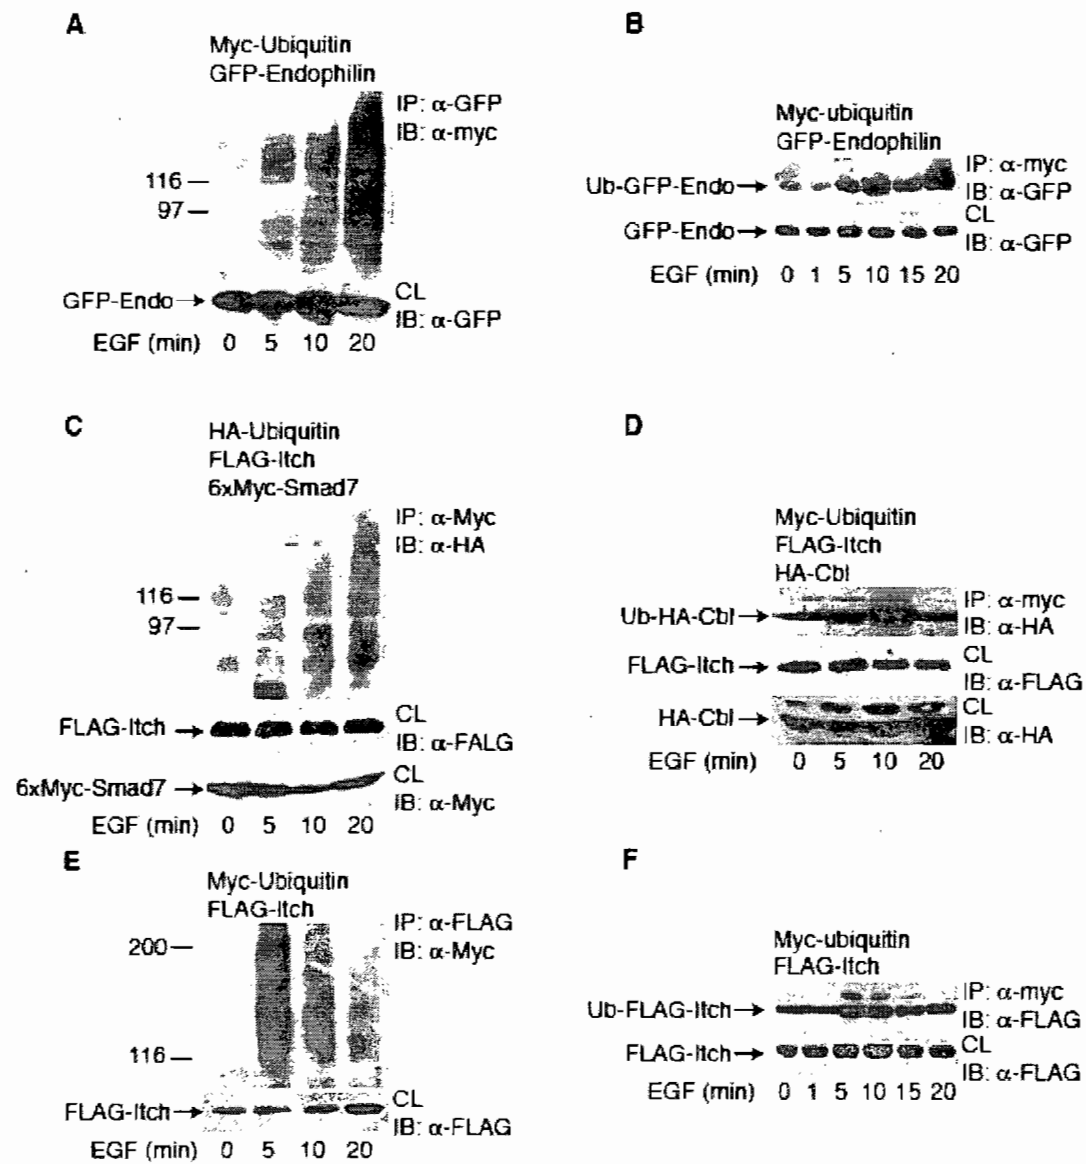 A
Myc-Ubiquitin
GFP-Endophilin
IP: α-GFP
IB: α-myc
116
97
GFP-Endo
CL
IB: α-GFP
EGF (min) 0 5 10 20
B
Myc-ubiquitin
GFP-Endophilin
IP: α-myc
Ub-GFP-Endo
IB: α-GFP
CL
GFP-Endo
IB: α-GFP
EGF (min) 0 1 5 10 15 20
C
HA-Ubiquitin
FLAG-Itch
6xMyc-Smad7
IP: α-Myc
IB: α-HA
116
97
FLAG-Itch
CL
IB: α-FALG
6xMyc-Smad7
CL
IB: α-Myc
EGF (min) 0 5 10 20
D
Myc-Ubiquitin
FLAG-Itch
HA-Cbl
IP: α-myc
Ub-HA-Cbl
IB: α-HA
FLAG-Itch
CL
IB: α-FLAG
HA-Cbl
CL
IB: α-HA
EGF (min) 0 5 10 20
E
Myc-Ubiquitin
FLAG-Itch
IP: α-FLAG
200
IB: α-Myc
116
FLAG-Itch
CL
IB: α-FLAG
EGF (min) 0 5 10 20
F
Myc-ubiquitin
FLAG-Itch
IP: α-myc
Ub-FLAG-Itch
IB: α-FLAG
CL
FLAG-Itch
IB: α-FLAG
EGF (min) 0 1 5 10 15 20